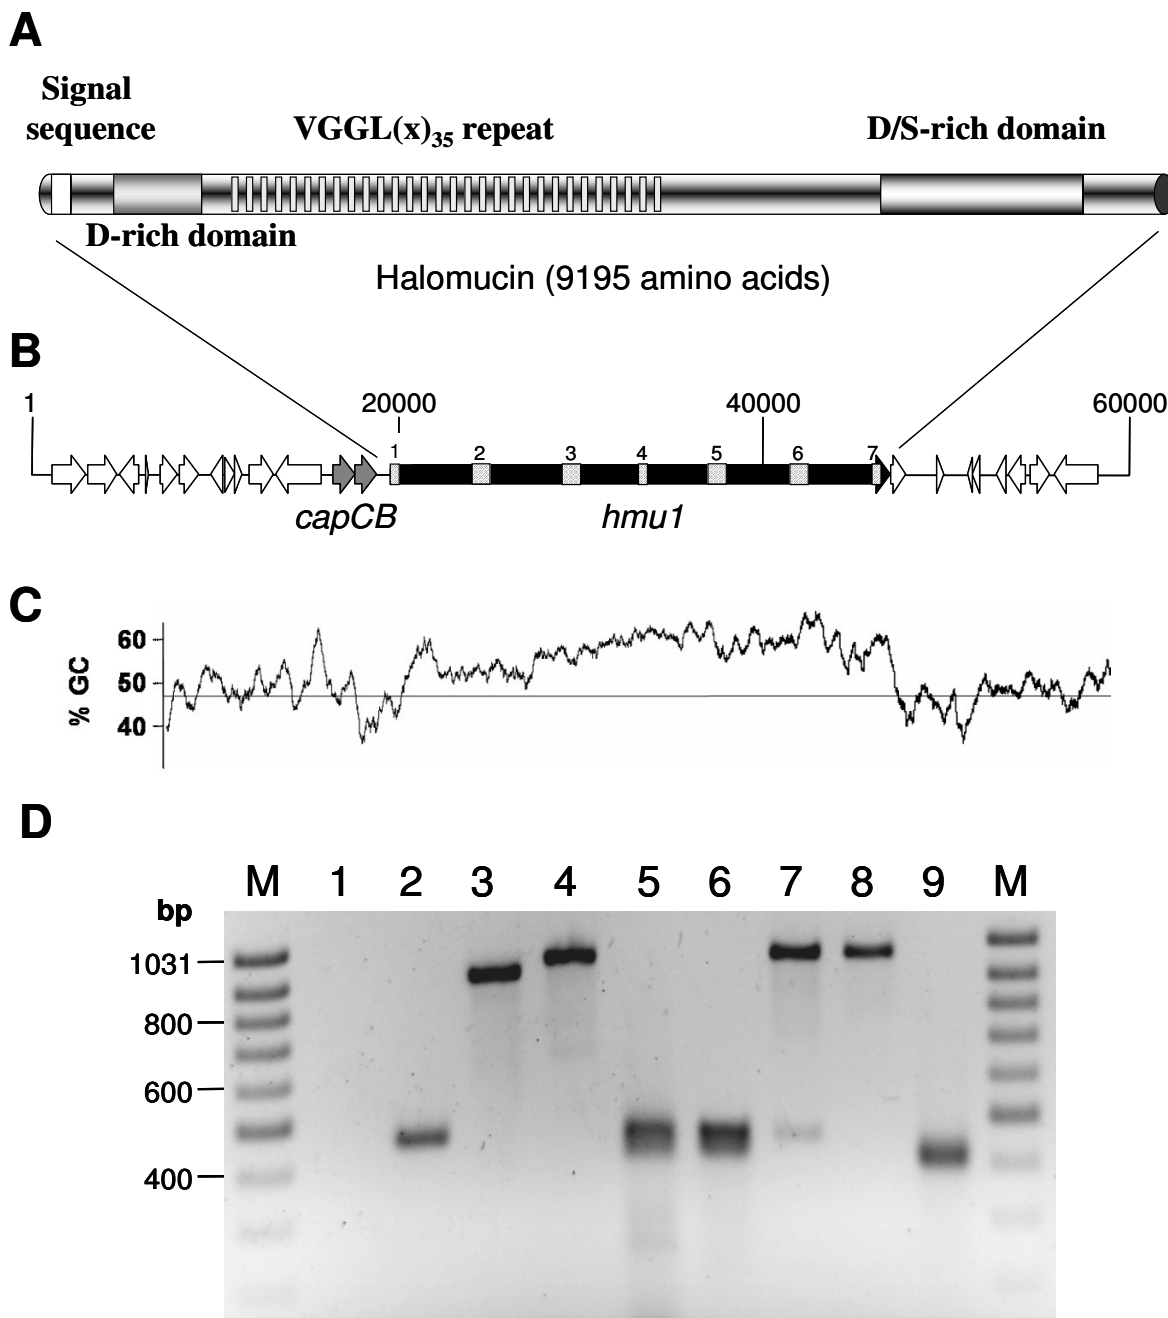 A
Signal
sequence
VGGL(x)35 repeat
D/S-rich domain
D-rich domain
Halomucin (9195 amino acids)
B
1
20000
40000
60000
1 2 3 4 5 6 7
capCB
hmu1
C
% GC
60
50
40
D
M 1 2 3 4 5 6 7 8 9 M
bp
1031
800
600
400